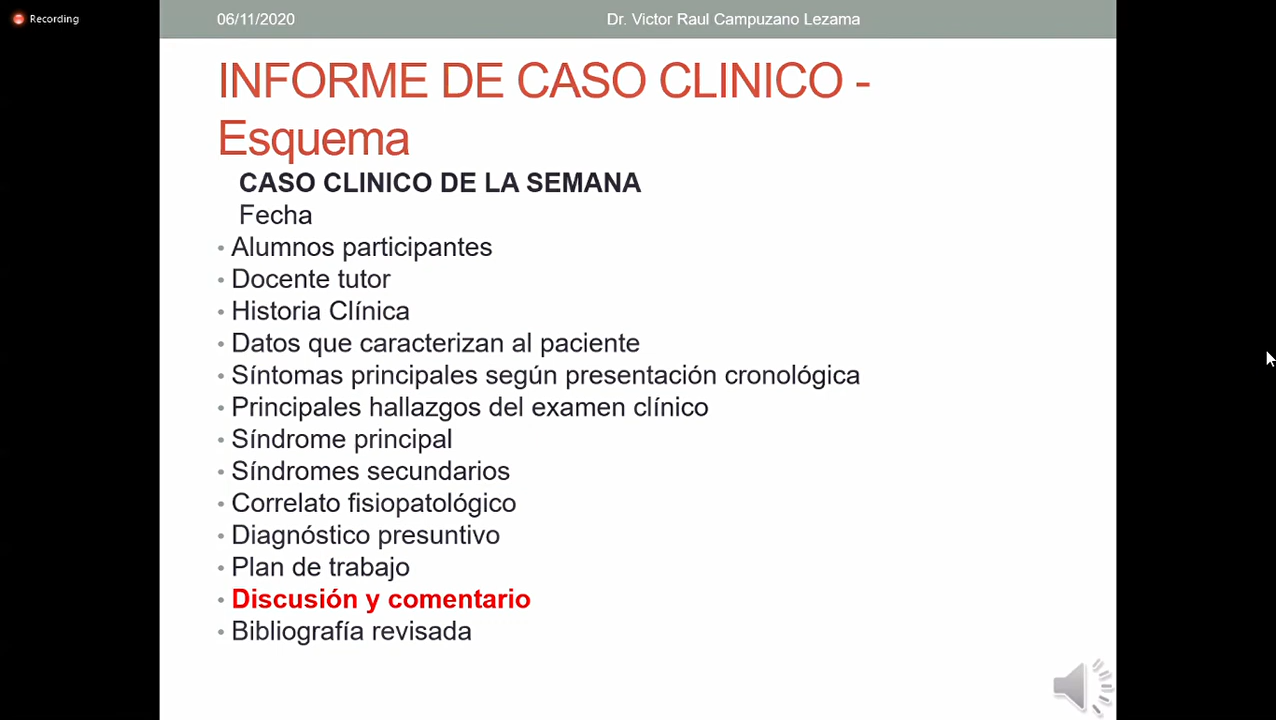 Recording
06/11/2020 Dr. Victor Raul Campuzano Lezama
INFORME DE CASO CLINICO -
Esquema
CASO CLINICO DE LA SEMANA
Fecha
• Alumnos participantes
• Docente tutor
• Historia Clínica
• Datos que caracterizan al paciente
• Síntomas principales según presentación cronológica
• Principales hallazgos del examen clínico
• Síndrome principal
• Síndromes secundarios
• Correlato fisiopatológico
• Diagnóstico presuntivo
• Plan de trabajo
• Discusión y comentario
• Bibliografía revisada